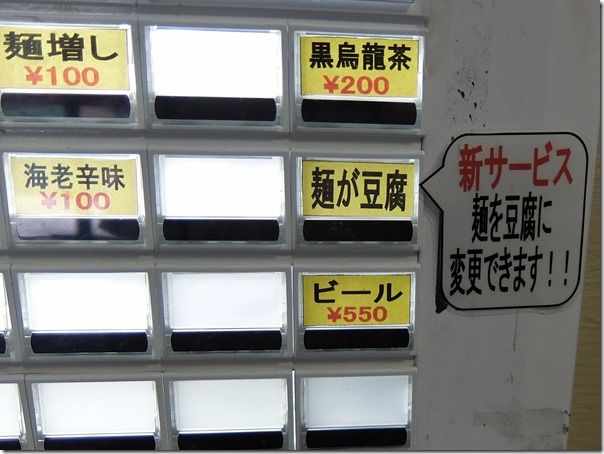 麺増し
¥100
黒烏龍茶
¥200
海老辛味
¥100
麺が豆腐
新サービス
麺を豆腐に
変更できます！！
ビール
¥550